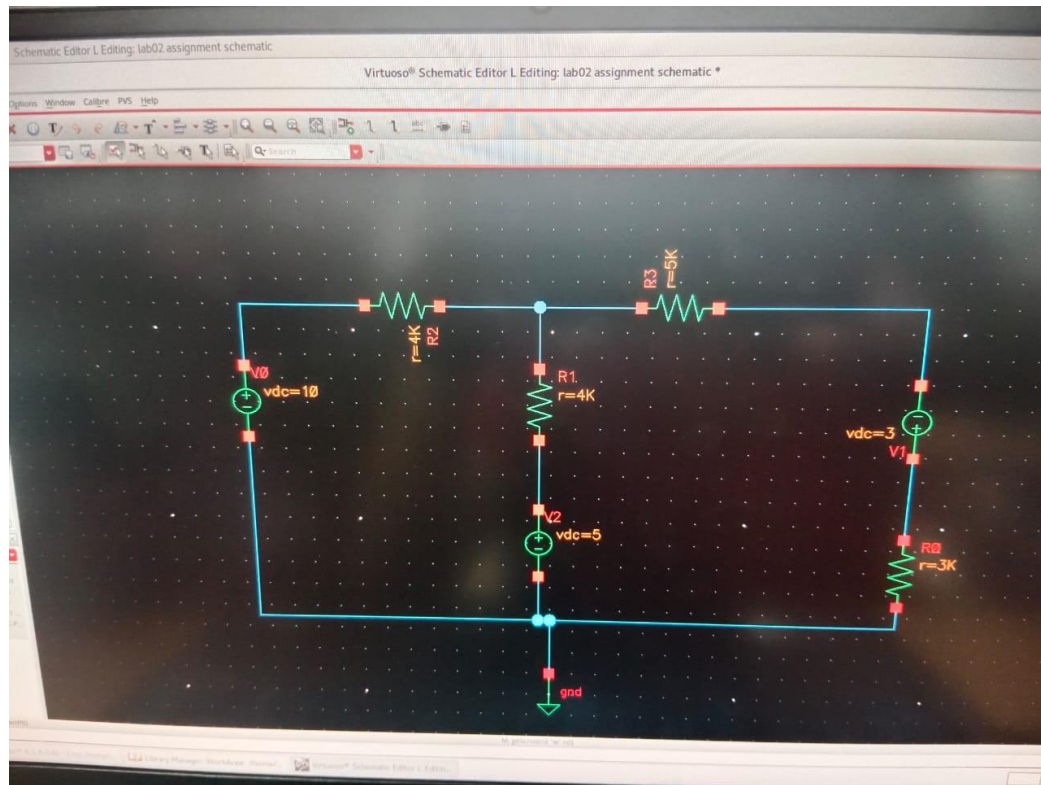 Schematic Editor L Editing: lab02 assignment schematic
Virtuoso® Schematic Editor L Editing: lab02 assignment schematic *
Options Window Calibre PVS Help
Search
R3
r=5K
r=4K
R2
V0
vdc=10
R1
r=4K
vdc=3
V1
V2
vdc=5
R0
r=3K
gnd